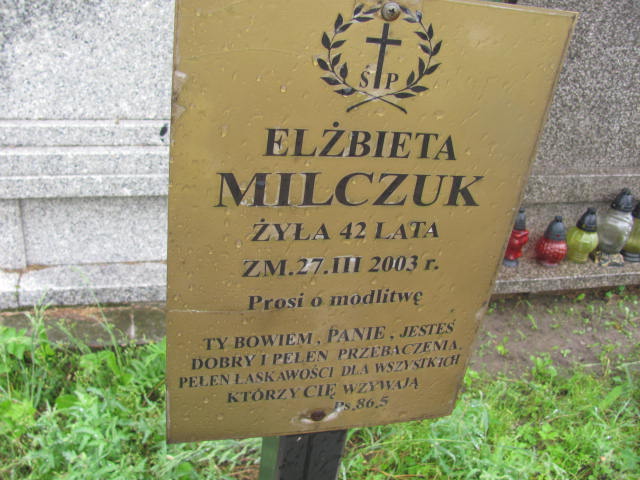 Ś P
ELŻBIETA
MILCZUK
ŻYŁA 42 LATA
ZM.27.III 2003 r.
Prosi o modlitwę
TY BOWIEM, PANIE, JESTEŚ
DOBRY I PEŁEN PRZEBACZENIA,
PEŁEN ŁASKAWOŚCI DLA WSZYSTKICH
KTÓRZY CIĘ WZYWAJĄ
Ps.86.5